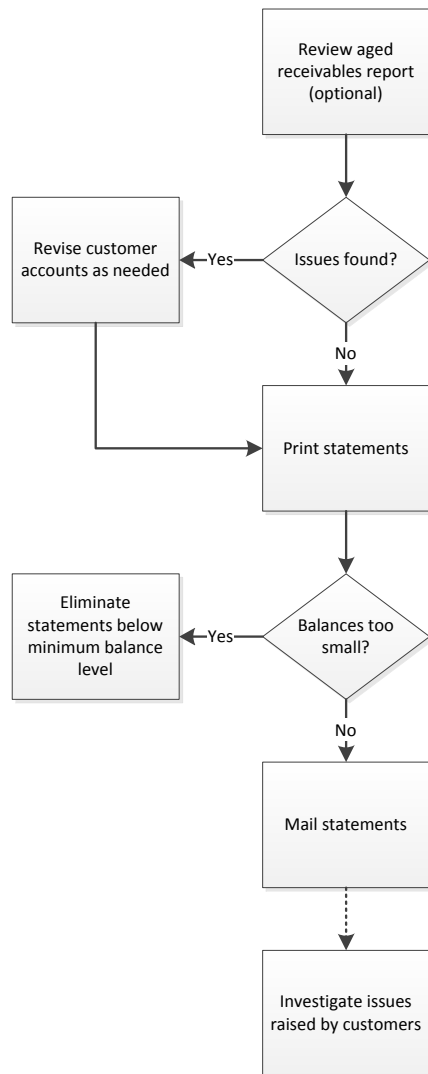 Review aged
receivables report
(optional)
Issues found?
Yes
Revise customer
accounts as needed
No
Print statements
Balances too
small?
Yes
Eliminate
statements below
minimum balance
level
No
Mail statements
Investigate issues
raised by customers